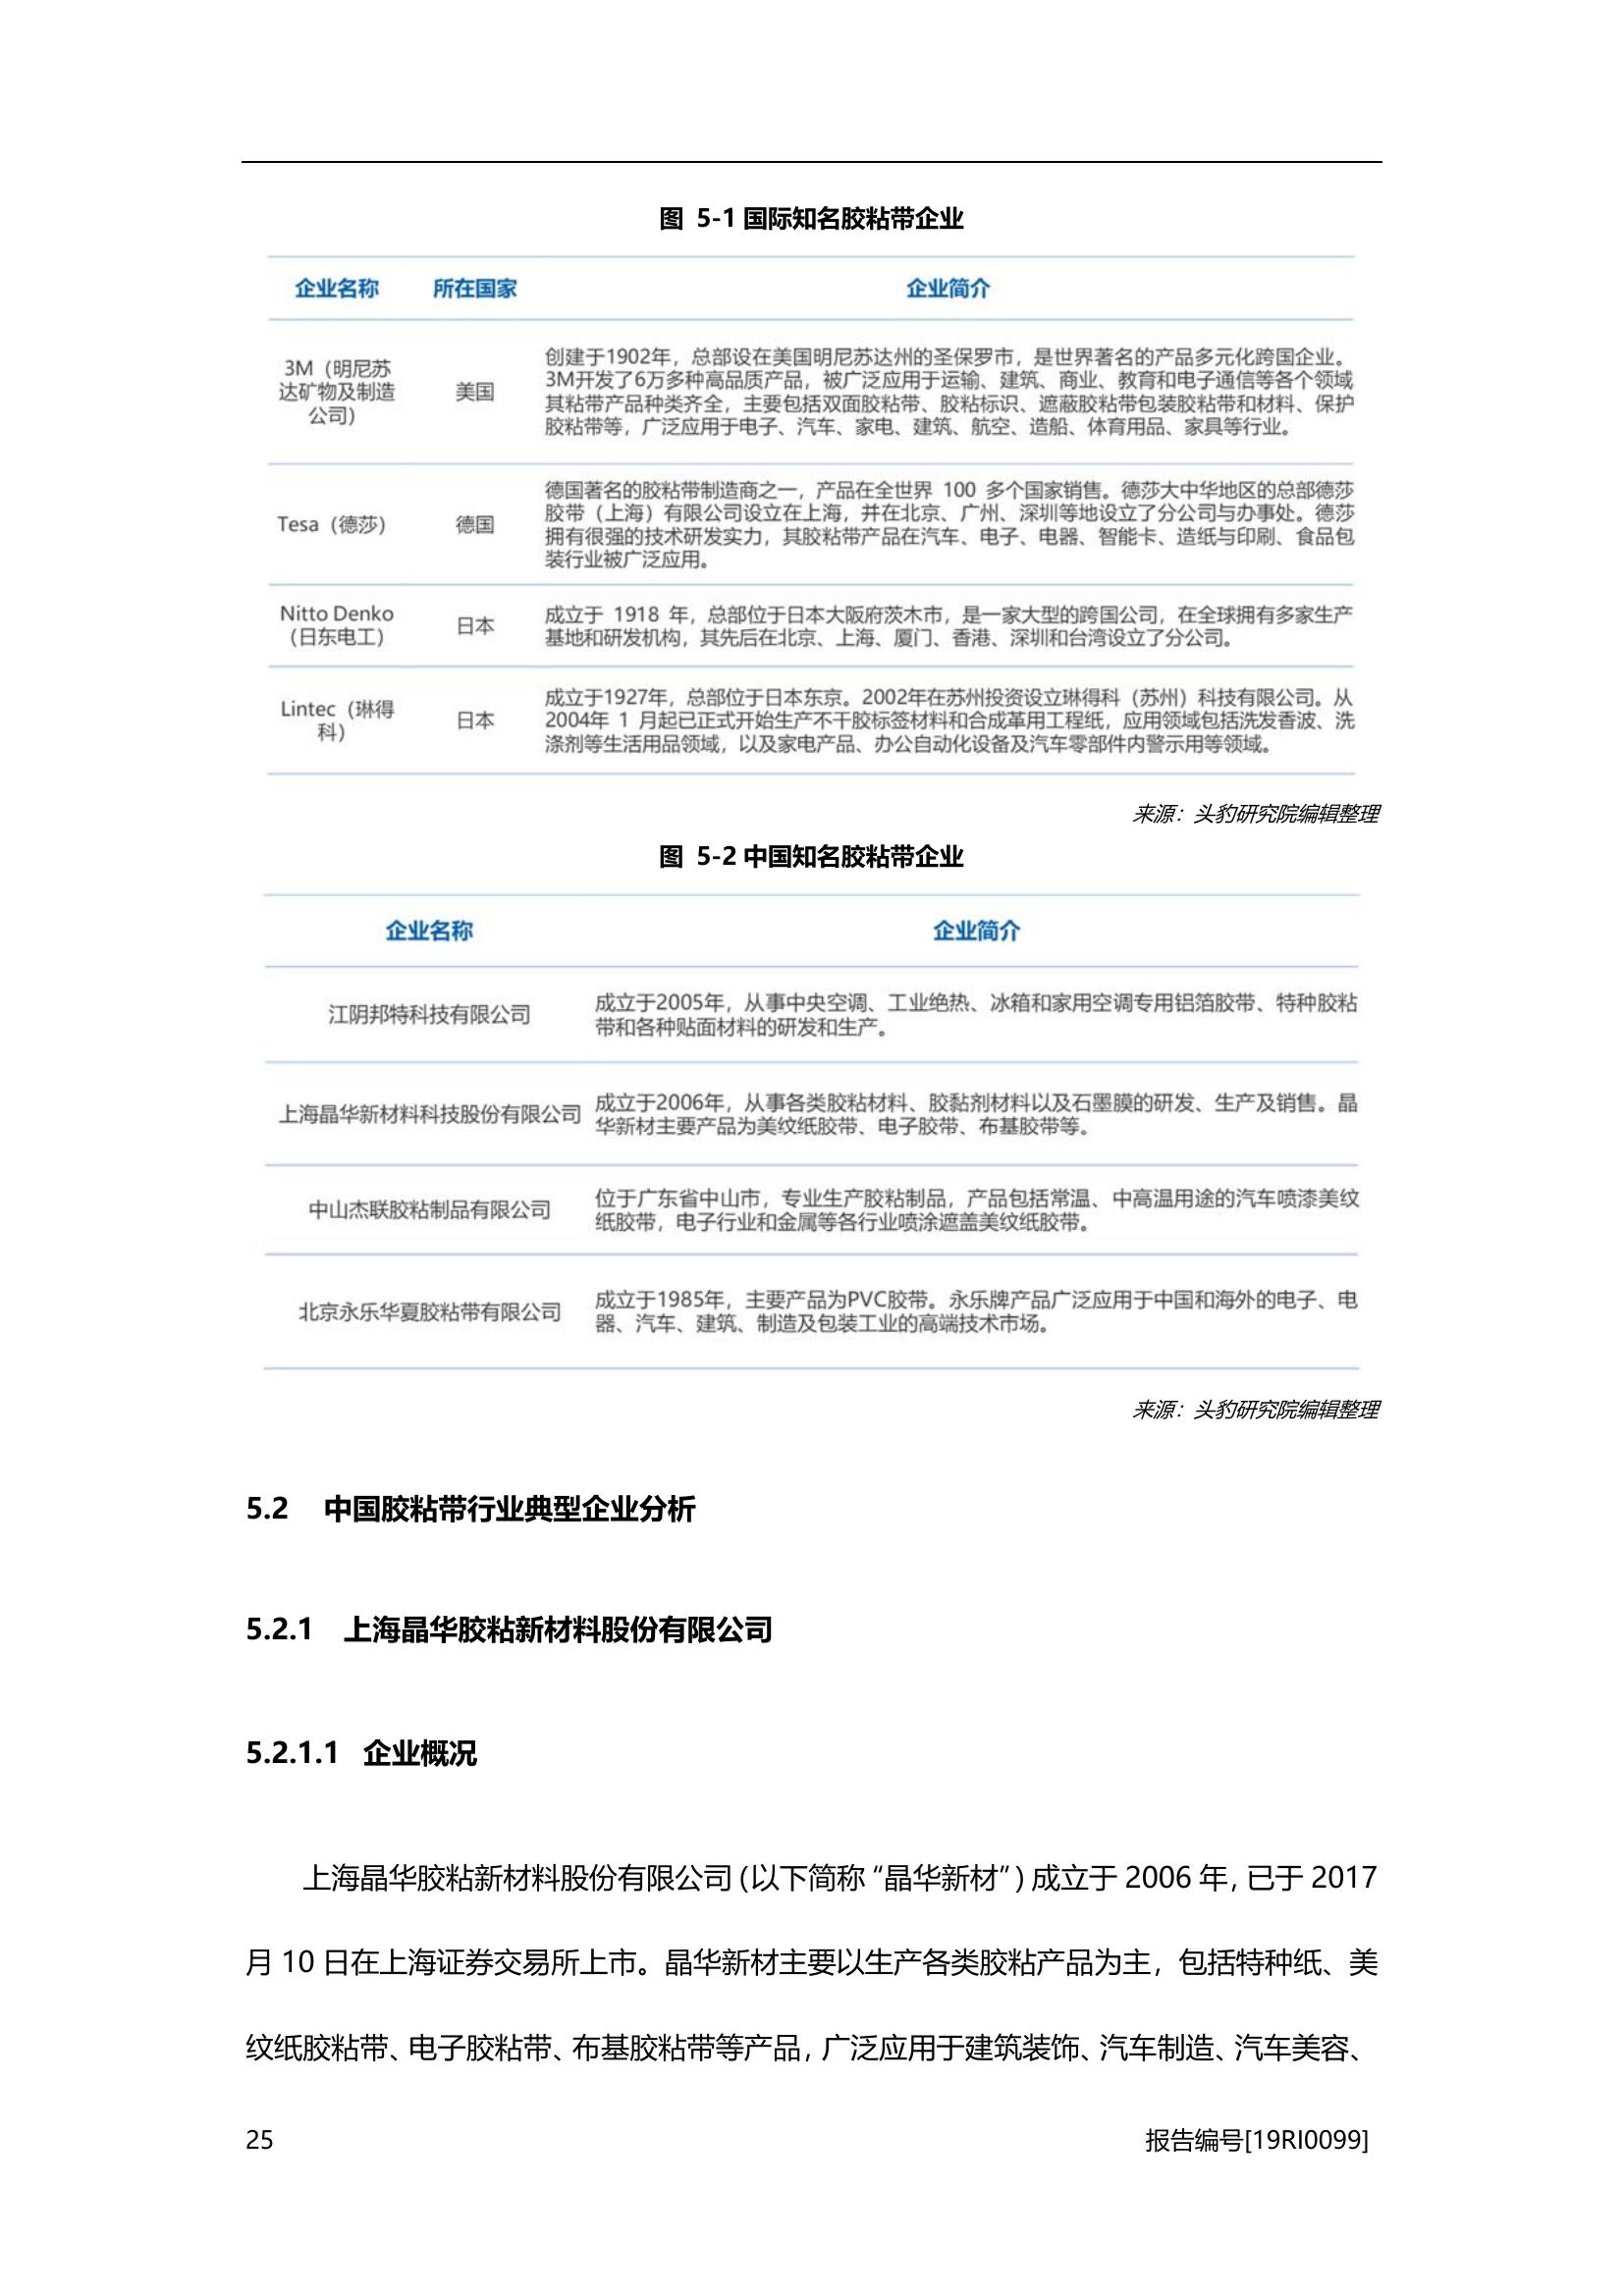 图 5-1 国际知名胶粘带企业
企业名称 所在国家 企业简介
3M（明尼苏
达矿物及制造
公司）
美国
创建于1902年，总部设在美国明尼苏达州的圣保罗市，是世界著名的产品多元化跨国企业。
3M开发了6万多种高品质产品，被广泛应用于运输、建筑、商业、教育和电子通信等各个领域
其粘带产品种类齐全，主要包括双面胶粘带、胶粘标识、遮蔽胶粘带包装胶粘带和材料、保护
胶粘带等，广泛应用于电子、汽车、家电、建筑、航空、造船、体育用品、家具等行业。
Tesa（德莎）
德国
德国著名的胶粘带制造商之一，产品在全世界 100 多个国家销售。德莎大中华地区的总部德莎
胶带（上海）有限公司设立在上海，并在北京、广州、深圳等地设立了分公司与办事处。德莎
拥有很强的技术研发实力，其胶粘带产品在汽车、电子、电器、智能卡、造纸与印刷、食品包
装行业被广泛应用。
Nitto Denko
（日东电工）
日本
成立于 1918 年，总部位于日本大阪府茨木市，是一家大型的跨国公司，在全球拥有多家生产
基地和研发机构，其先后在北京、上海、厦门、香港、深圳和台湾设立了分公司。
Lintec（琳得
科）
日本
成立于1927年，总部位于日本东京。2002年在苏州投资设立琳得科（苏州）科技有限公司。从
2004年 1 月起已正式开始生产不干胶标签材料和合成革用工程纸，应用领域包括洗发香波、洗
涤剂等生活用品领域，以及家电产品、办公自动化设备及汽车零部件内警示用等领域。
来源：头豹研究院编辑整理
图 5-2 中国知名胶粘带企业
企业名称 企业简介
江阴邦特科技有限公司
成立于2005年，从事中央空调、工业绝热、冰箱和家用空调专用铝箔胶带、特种胶粘
带和各种贴面材料的研发和生产。
上海晶华新材料科技股份有限公司
成立于2006年，从事各类胶粘材料、胶黏剂材料以及石墨膜的研发、生产及销售。晶
华新材主要产品为美纹纸胶带、电子胶带、布基胶带等。
中山杰联胶粘制品有限公司
位于广东省中山市，专业生产胶粘制品，产品包括常温、中高温用途的汽车喷漆美纹
纸胶带，电子行业和金属等各行业喷涂遮盖美纹纸胶带。
北京永乐华夏胶粘带有限公司
成立于1985年，主要产品为PVC胶带。永乐牌产品广泛应用于中国和海外的电子、电
器、汽车、建筑、制造及包装工业的高端技术市场。
来源：头豹研究院编辑整理
5.2 中国胶粘带行业典型企业分析
5.2.1 上海晶华胶粘新材料股份有限公司
5.2.1.1 企业概况
上海晶华胶粘新材料股份有限公司（以下简称“晶华新材”）成立于 2006 年，已于 2017
月 10 日在上海证券交易所上市。晶华新材主要以生产各类胶粘产品为主，包括特种纸、美
纹纸胶粘带、电子胶粘带、布基胶粘带等产品，广泛应用于建筑装饰、汽车制造、汽车美容、
25 报告编号[19RI0099]